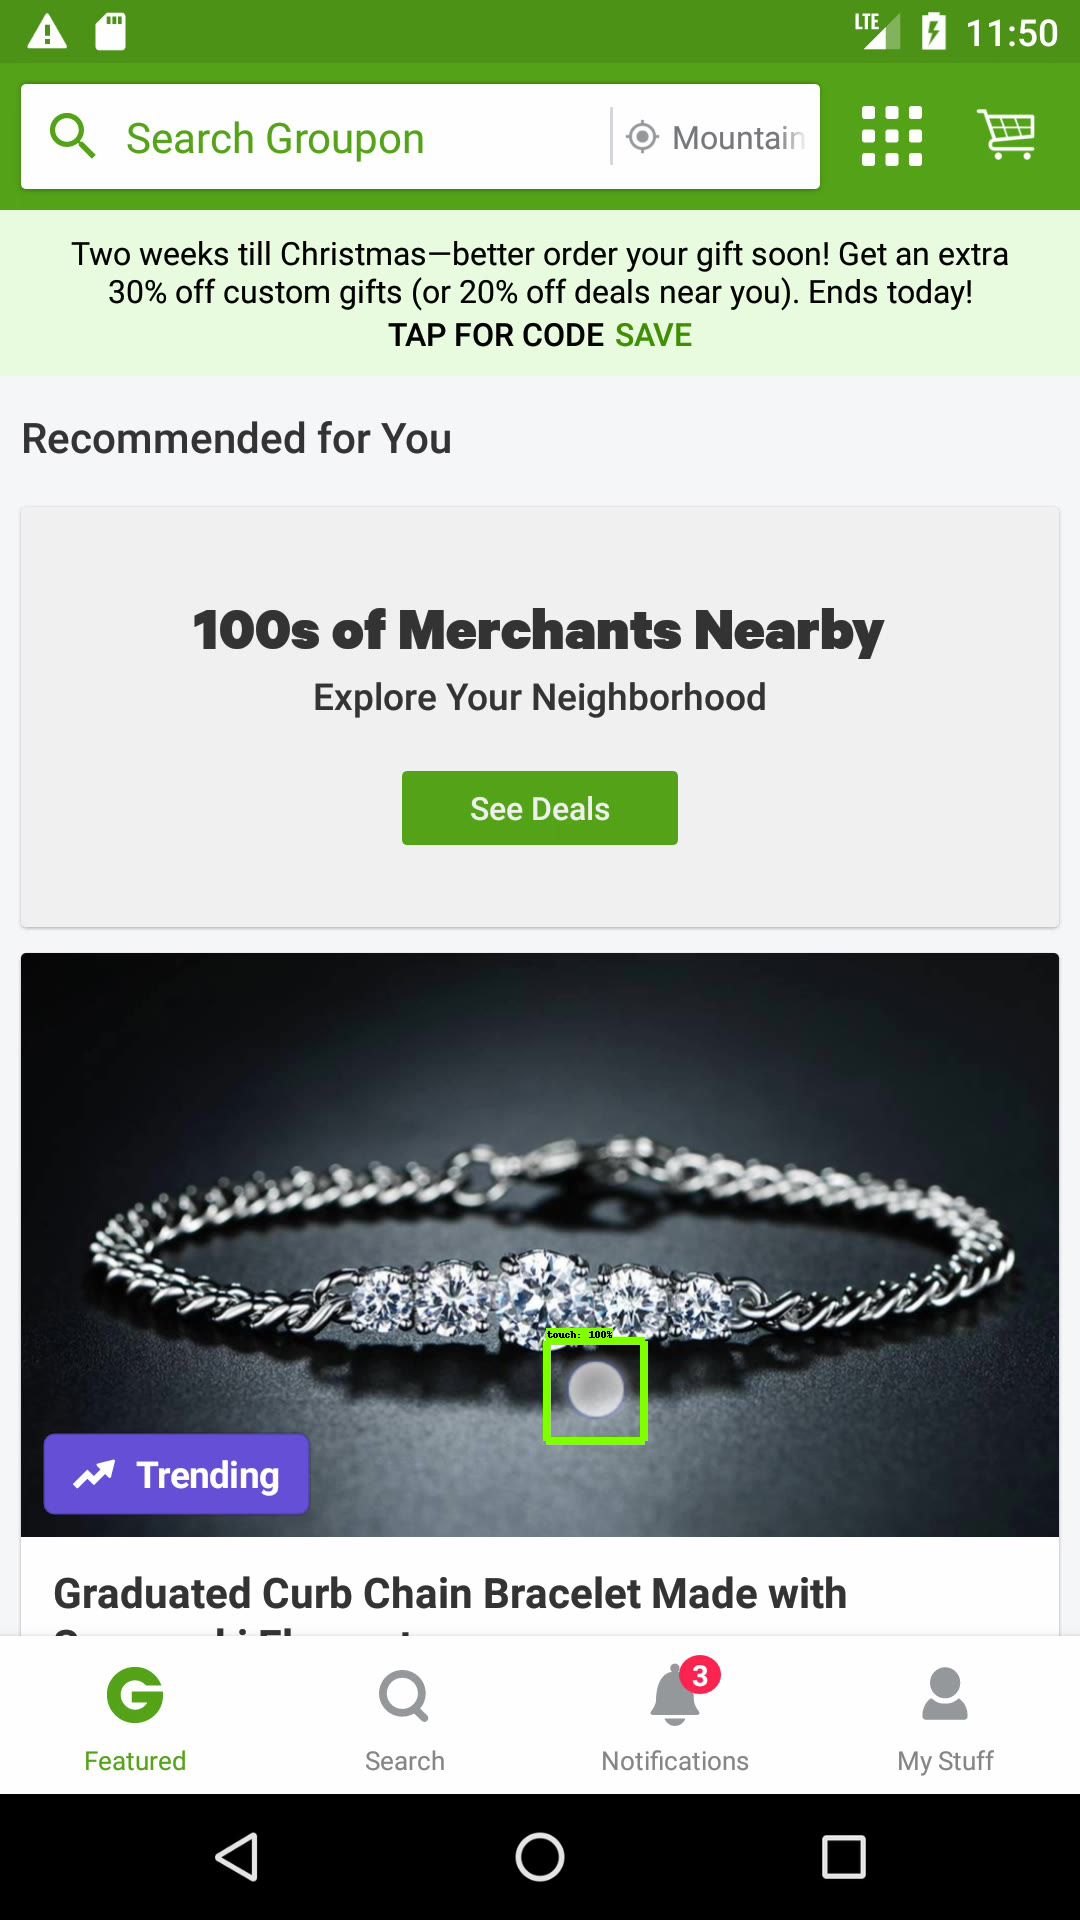 LTE 11:50
Search Groupon Mountain
Two weeks till Christmas—better order your gift soon! Get an extra
30% off custom gifts (or 20% off deals near you). Ends today!
TAP FOR CODE SAVE
Recommended for You
100s of Merchants Nearby
Explore Your Neighborhood
See Deals
touch: 100%
Trending
Graduated Curb Chain Bracelet Made with
3
Featured Search Notifications My Stuff